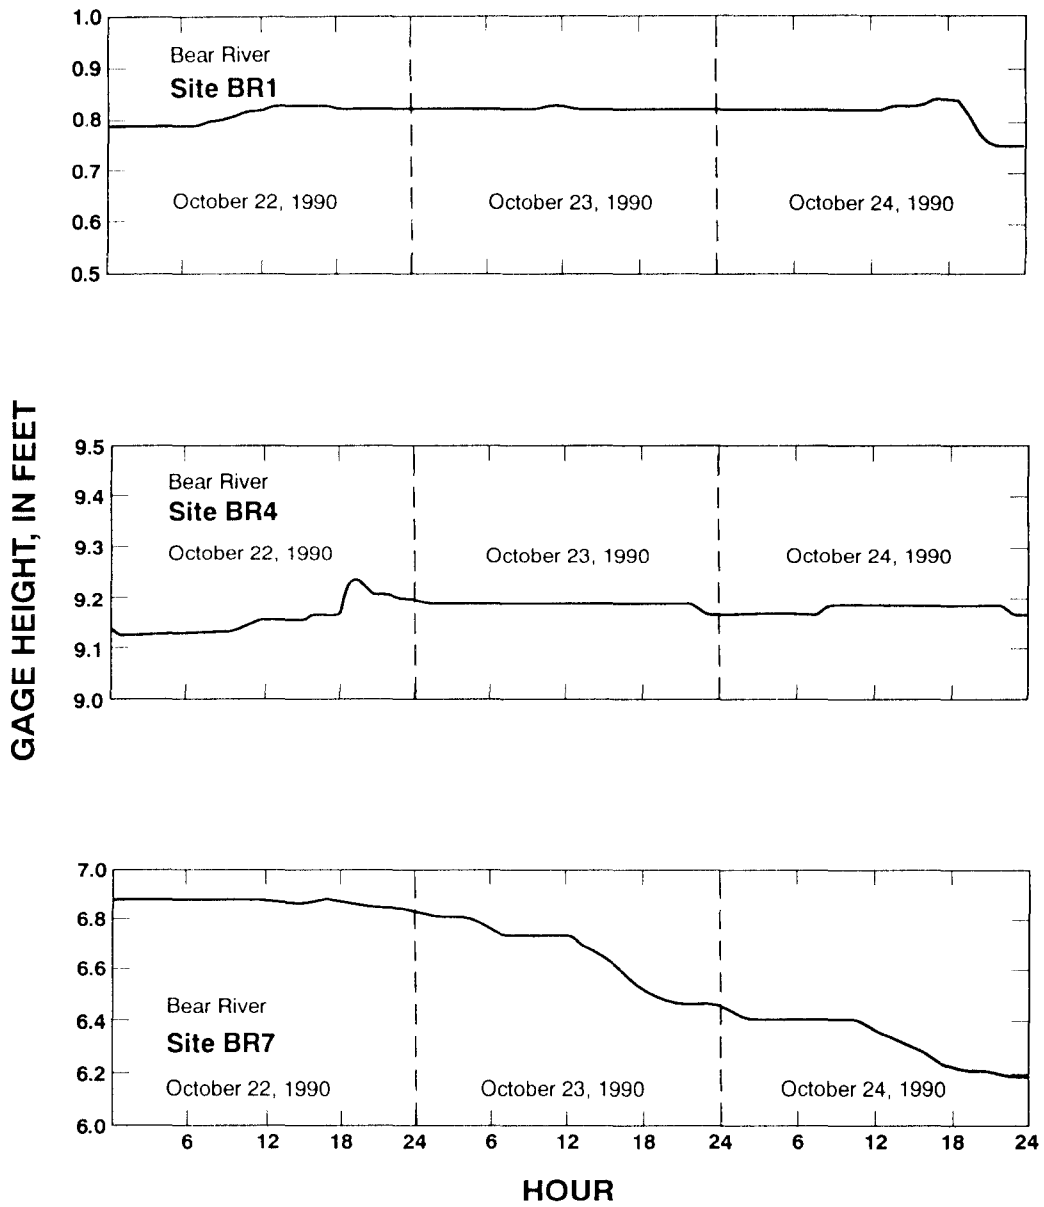 GAGE HEIGHT, IN FEET
1.0
0.9
0.8
0.7
0.6
0.5
Bear River
Site BR1
October 22, 1990
October 23, 1990
October 24, 1990
9.5
9.4
9.3
9.2
9.1
9.0
Bear River
Site BR4
October 22, 1990
October 23, 1990
October 24, 1990
7.0
6.8
6.6
6.4
6.2
6.0
Bear River
Site BR7
October 22, 1990
October 23, 1990
October 24, 1990
6 12 18 24 6 12 18 24 6 12 18 24
HOUR